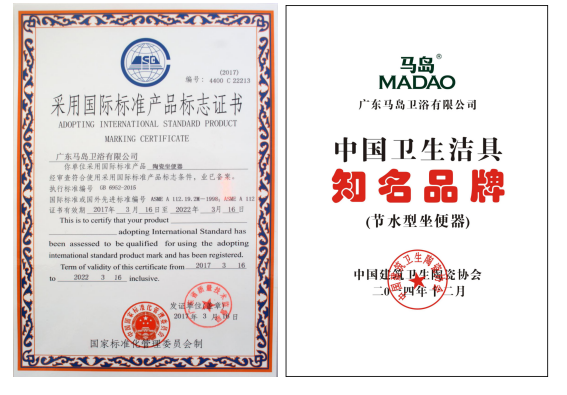 (2017)
编号: 4400 C 22213
采用国际标准产品标志证书
ADOPTING INTERNATIONAL STANDARD PRODUCT
MARKING CERTIFICATE
广东马岛卫浴有限公司
你单位采用国际标准产品 陶瓷坐便器
经审查符合使用采用国际标准产品标志条件，业已备案。
执行标准编号 GB 6952-2015
国际标准或国外先进标准编号 ASME A 112.19.2M-1998; ASME A 112
证书有效期 2017年 3 月 16日至 2022年 3月 16 日
This is to certify that your product
adopting International Standard has
been assessed to be qualified for using the adopting
international standard product mark and has been registered.
Term of validity of this certificate from 2017 3 16
to 2022 3 16 inclusive.
2017年 3 月 16日
国家标准化管理委员会制
马岛®
MADAO
广东马岛卫浴有限公司
中国卫生洁具
知名品牌
(节水型坐便器)
中国建筑卫生陶瓷协会
二〇一四年十二月